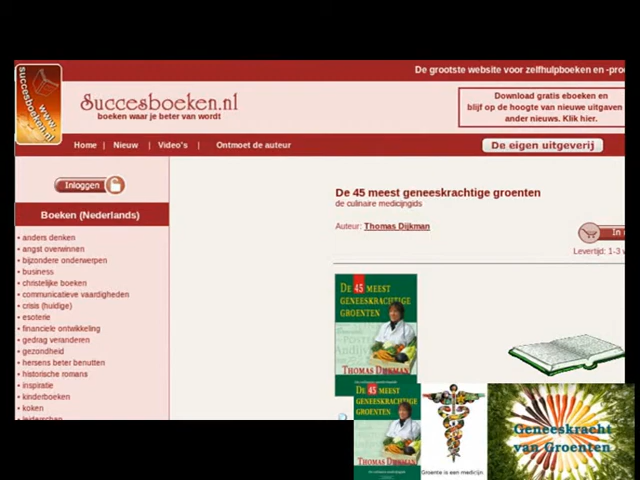 De grootste website voor zelfhulpboeken en -pro
www.
succesboeken.nl
Succesboeken.nl
boeken waar je beter van wordt
Download gratis eboeken en
blijf op de hoogte van nieuwe uitgaven
ander nieuws. Klik hier.
Home | Nieuw | Video's | Ontmoet de auteur
De eigen uitgeverij
Inloggen
Boeken (Nederlands)
• anders denken
• angst overwinnen
• bijzondere onderwerpen
• business
• christelijke boeken
• communicatieve vaardigheden
• crisis (huidige)
• esoterie
• financiele ontwikkeling
• gedrag veranderen
• gezondheid
• hersens beter benutten
• historische romans
• inspiratie
• kinderboeken
• koken
• leiderschap
De 45 meest geneeskrachtige groenten
de culinaire medicijngids
Auteur: Thomas Dijkman
In
Levertijd: 1-3 w
De 45 meest
geneeskrachtige
groenten
Thomas Dijkman
De 45 meest
geneeskrachtige
groenten
Thomas Dijkman
Groente is een medicijn
Geneeskracht
van Groenten